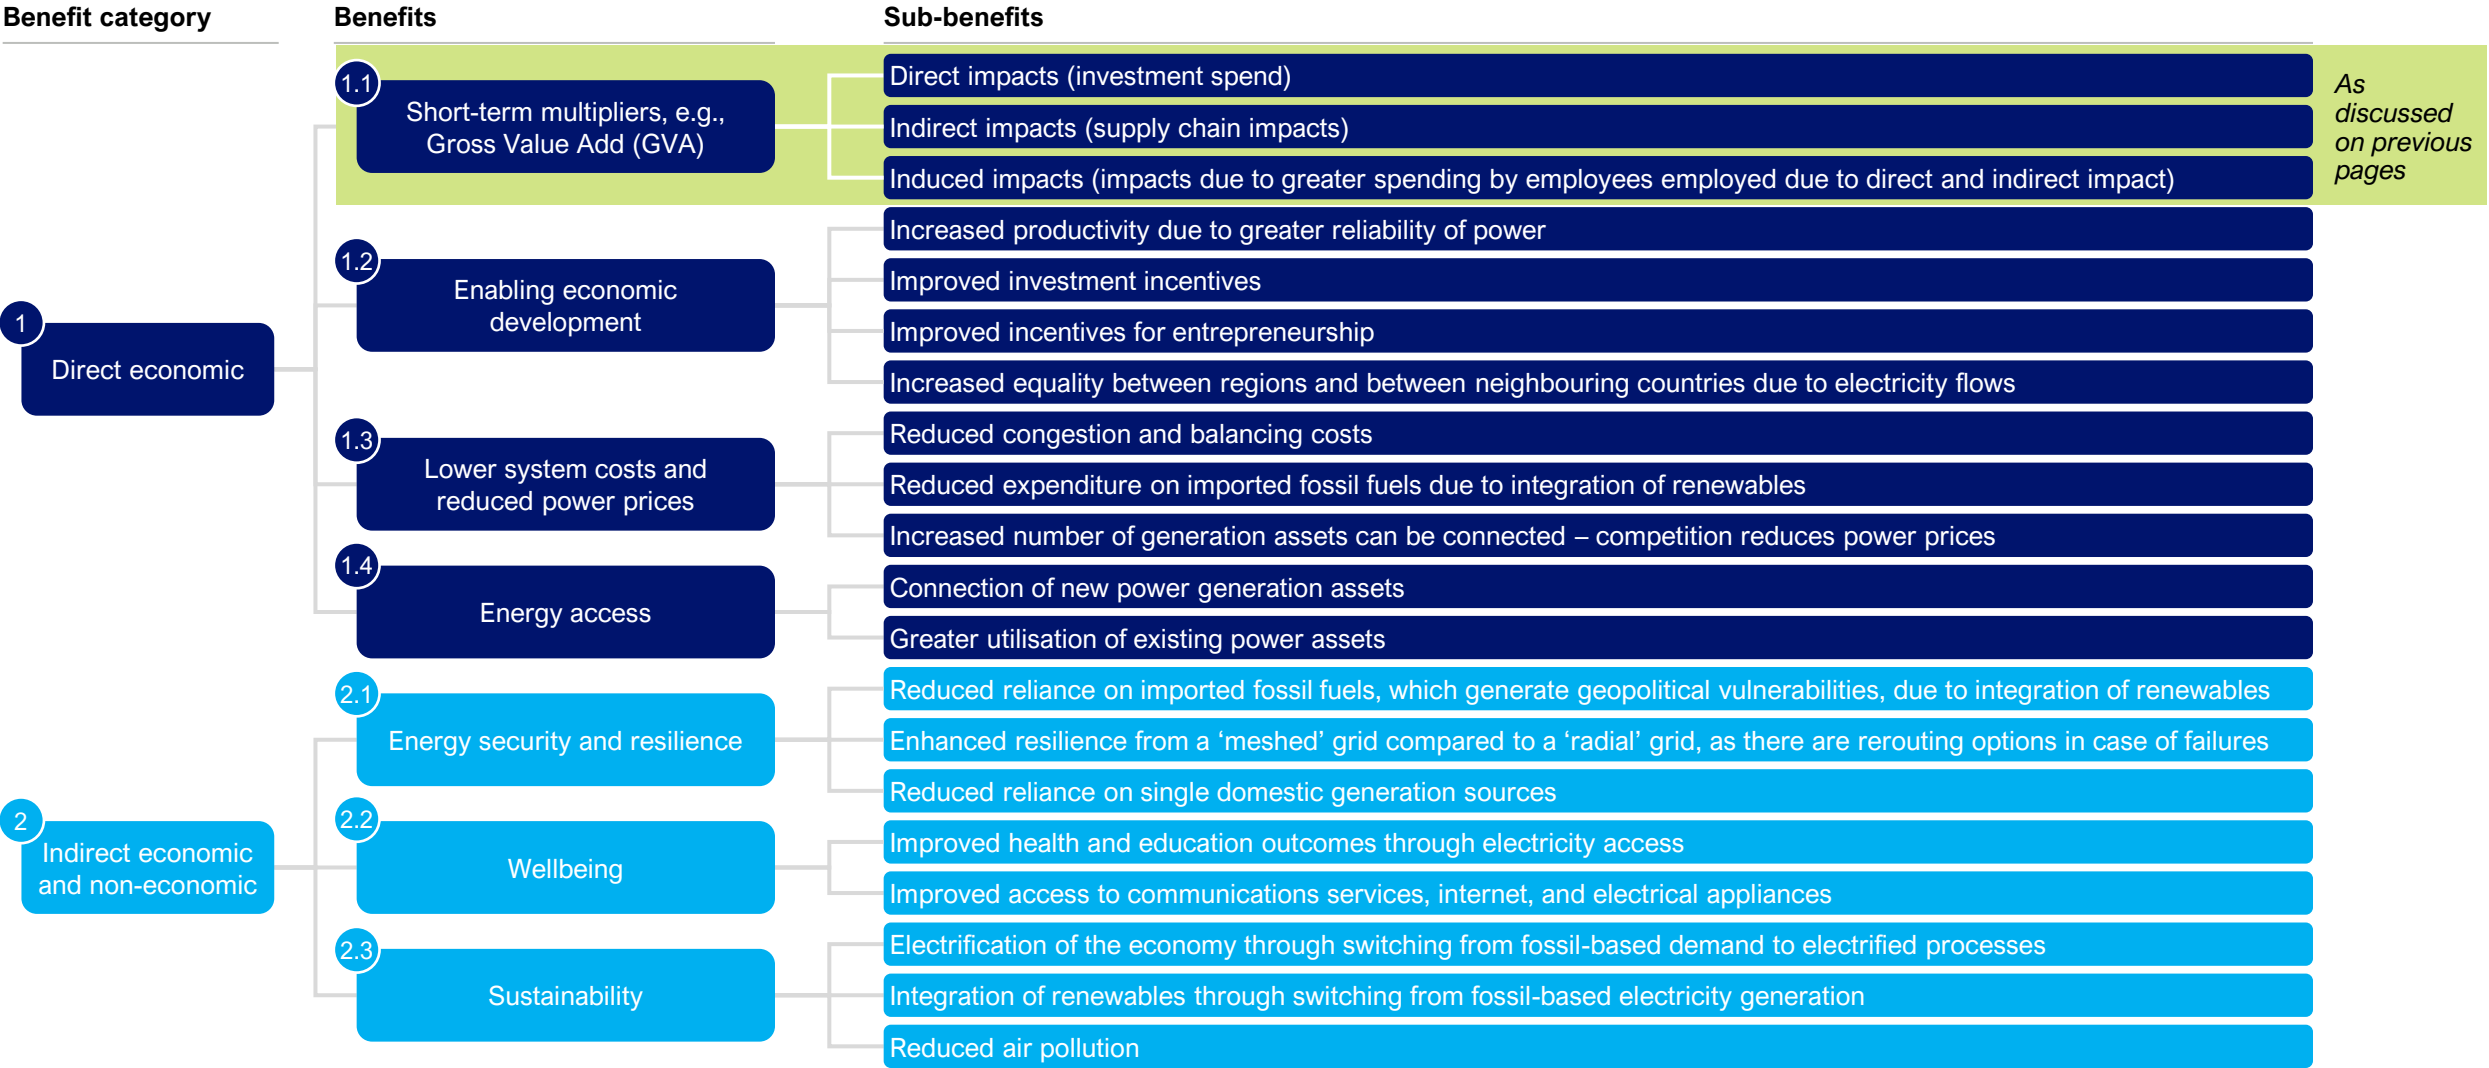 Benefit category
Benefits
Sub-benefits
1
Direct economic
1.1
Short-term multipliers, e.g.,
Gross Value Add (GVA)
Direct impacts (investment spend)
Indirect impacts (supply chain impacts)
Induced impacts (impacts due to greater spending by employees employed due to direct and indirect impact)
As
discussed
on previous
pages
1.2
Enabling economic
development
Increased productivity due to greater reliability of power
Improved investment incentives
Improved incentives for entrepreneurship
Increased equality between regions and between neighbouring countries due to electricity flows
1.3
Lower system costs and
reduced power prices
Reduced congestion and balancing costs
Reduced expenditure on imported fossil fuels due to integration of renewables
Increased number of generation assets can be connected – competition reduces power prices
1.4
Energy access
Connection of new power generation assets
Greater utilisation of existing power assets
2
Indirect economic
and non-economic
2.1
Energy security and resilience
Reduced reliance on imported fossil fuels, which generate geopolitical vulnerabilities, due to integration of renewables
Enhanced resilience from a ‘meshed’ grid compared to a ‘radial’ grid, as there are rerouting options in case of failures
Reduced reliance on single domestic generation sources
2.2
Wellbeing
Improved health and education outcomes through electricity access
Improved access to communications services, internet, and electrical appliances
2.3
Sustainability
Electrification of the economy through switching from fossil-based demand to electrified processes
Integration of renewables through switching from fossil-based electricity generation
Reduced air pollution